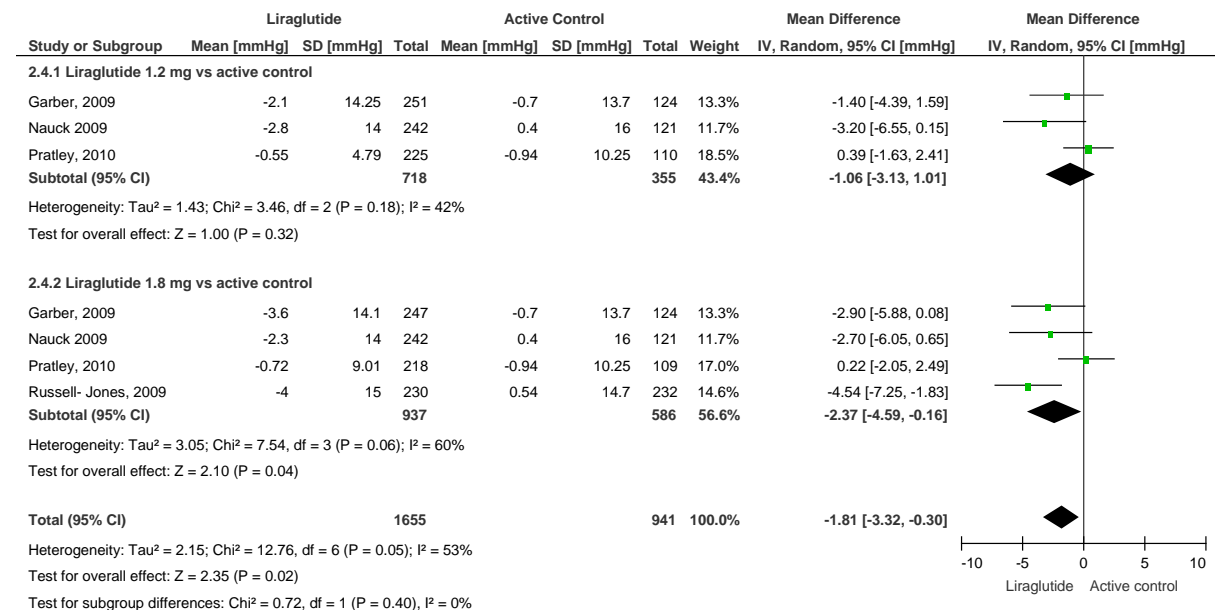 Liraglutide Active Control Mean Difference Mean Difference
Study or Subgroup Mean [mmHg] SD [mmHg] Total Mean [mmHg] SD [mmHg] Total Weight IV, Random, 95% CI [mmHg] IV, Random, 95% CI [mmHg]
2.4.1 Liraglutide 1.2 mg vs active control
Garber, 2009 -2.1 14.25 251 -0.7 13.7 124 13.3% -1.40 [-4.39, 1.59]
Nauck 2009 -2.8 14 242 0.4 16 121 11.7% -3.20 [-6.55, 0.15]
Pratley, 2010 -0.55 4.79 225 -0.94 10.25 110 18.5% 0.39 [-1.63, 2.41]
Subtotal (95% CI) 718 355 43.4% -1.06 [-3.13, 1.01]
Heterogeneity: Tau² = 1.43; Chi² = 3.46, df = 2 (P = 0.18); I² = 42%
Test for overall effect: Z = 1.00 (P = 0.32)
2.4.2 Liraglutide 1.8 mg vs active control
Garber, 2009 -3.6 14.1 247 -0.7 13.7 124 13.3% -2.90 [-5.88, 0.08]
Nauck 2009 -2.3 14 242 0.4 16 121 11.7% -2.70 [-6.05, 0.65]
Pratley, 2010 -0.72 9.01 218 -0.94 10.25 109 17.0% 0.22 [-2.05, 2.49]
Russell- Jones, 2009 -4 15 230 0.54 14.7 232 14.6% -4.54 [-7.25, -1.83]
Subtotal (95% CI) 937 586 56.6% -2.37 [-4.59, -0.16]
Heterogeneity: Tau² = 3.05; Chi² = 7.54, df = 3 (P = 0.06); I² = 60%
Test for overall effect: Z = 2.10 (P = 0.04)
Total (95% CI) 1655 941 100.0% -1.81 [-3.32, -0.30]
Heterogeneity: Tau² = 2.15; Chi² = 12.76, df = 6 (P = 0.05); I² = 53%
Test for overall effect: Z = 2.35 (P = 0.02)
Test for subgroup differences: Chi² = 0.72, df = 1 (P = 0.40), I² = 0%
-10 -5 0 5 10
Liraglutide Active control